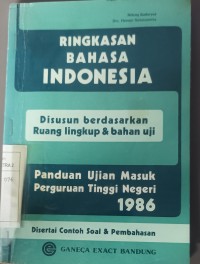 RINGKASAN
BAHASA
INDONESIA
Disusun berdasarkan
Ruang lingkup & bahan uji
Panduan Ujian Masuk
Perguruan Tinggi Negeri
1986
Disertai Contoh Soal & Pembahasan
GANEÇA EXACT BANDUNG